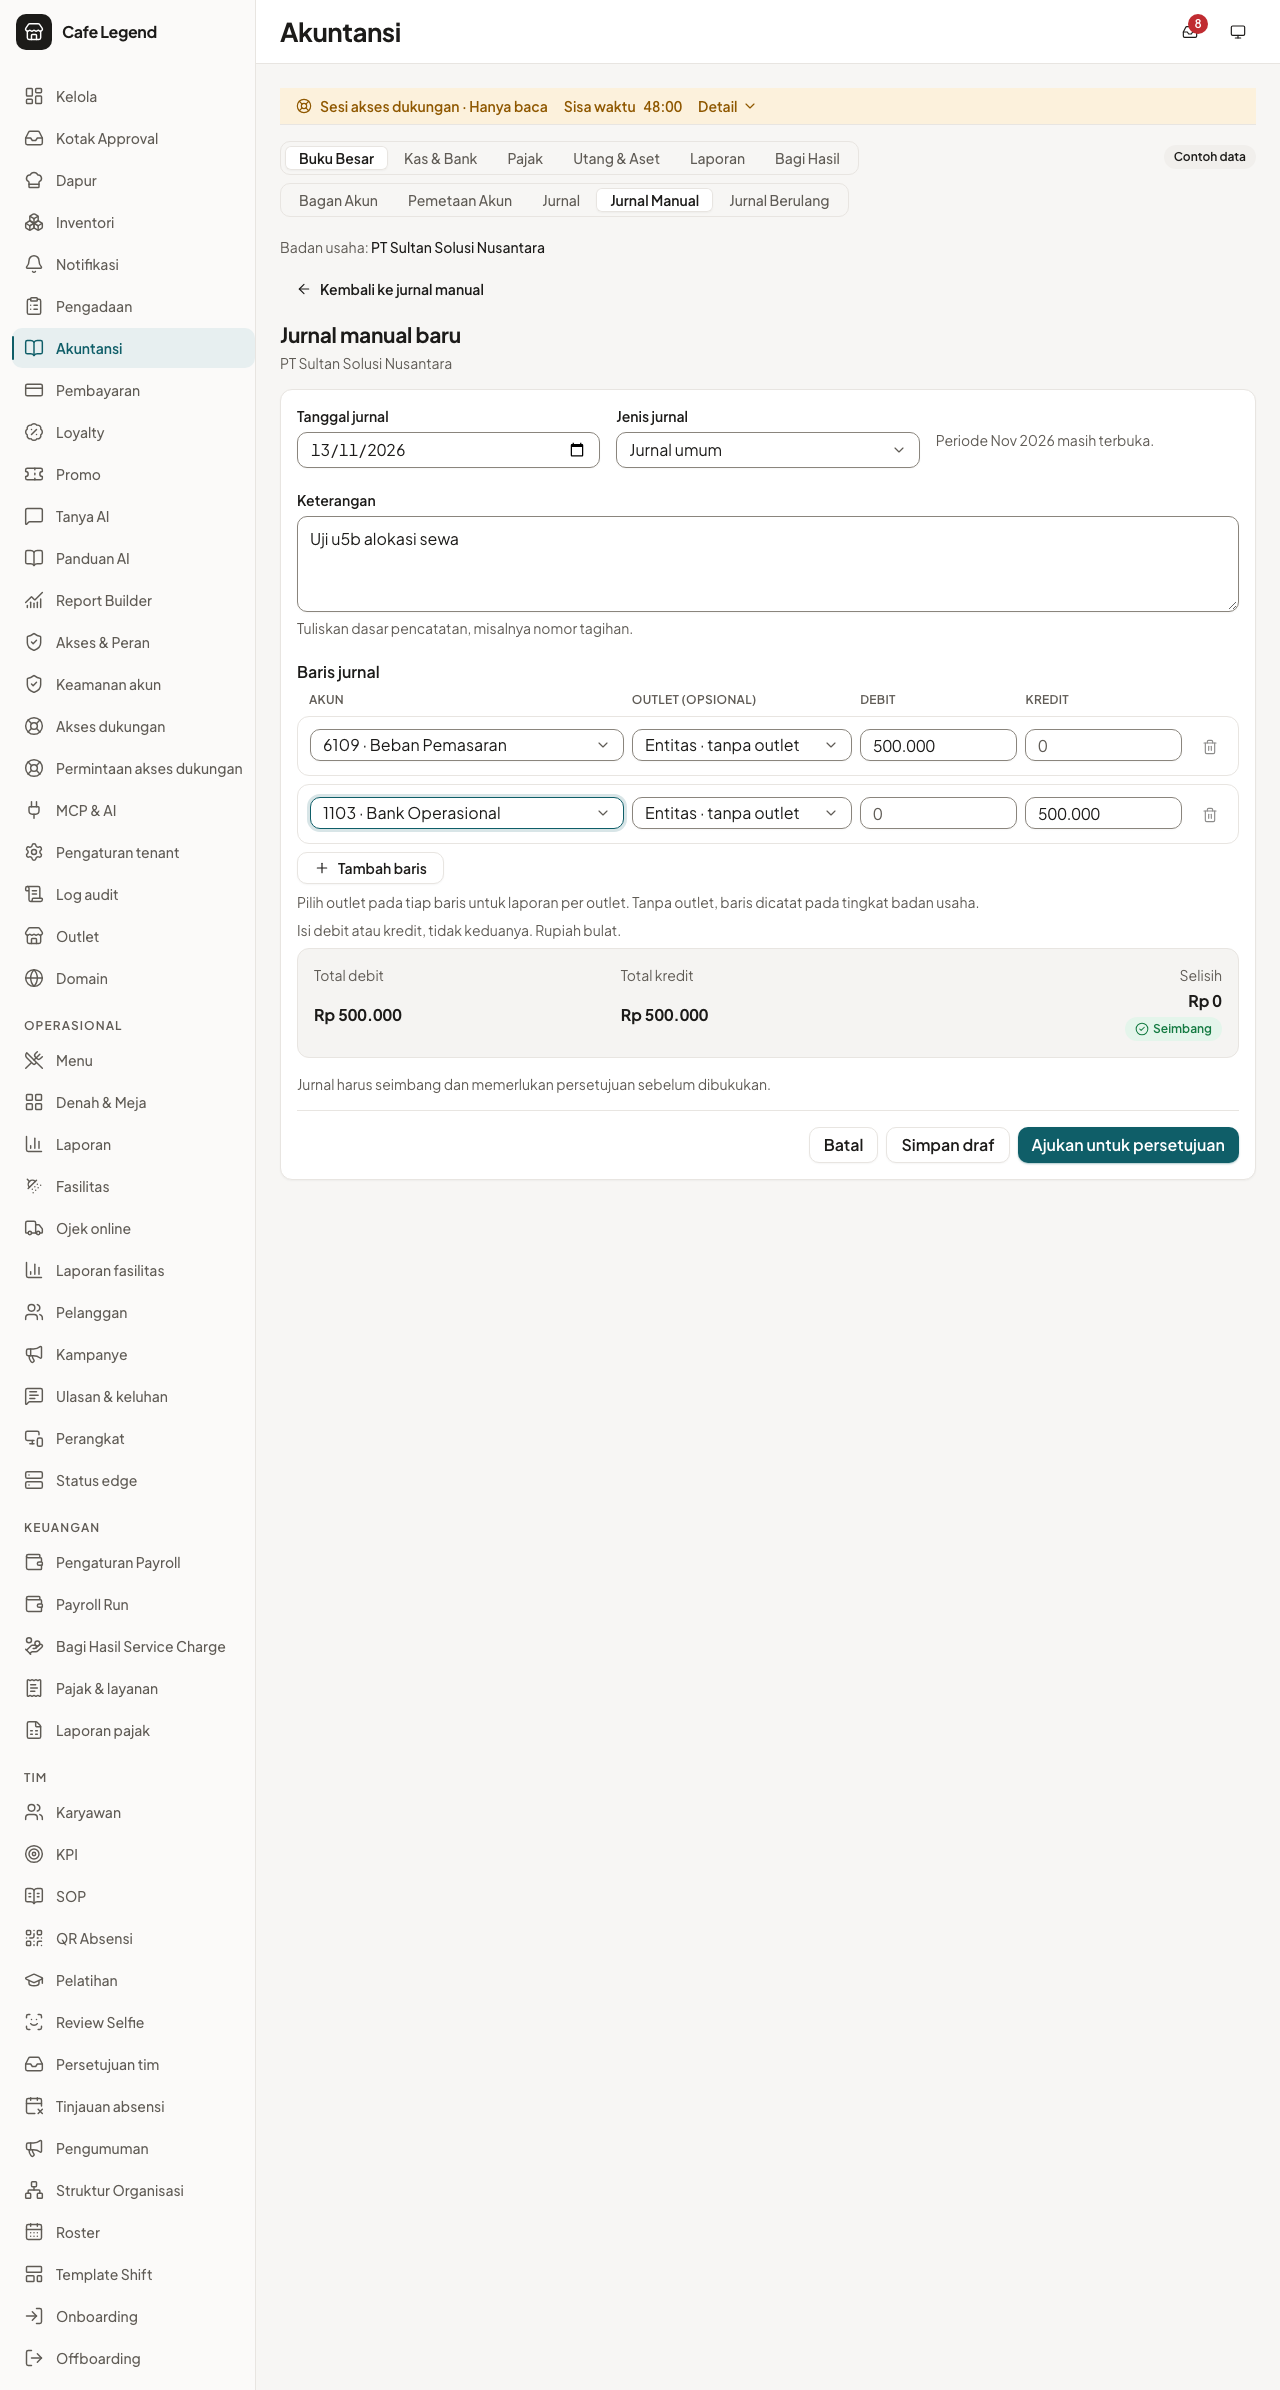 Cafe Legend
Kelola
Kotak Approval
Dapur
Inventori
Notifikasi
Pengadaan
Akuntansi
Pembayaran
Loyalty
Promo
Tanya AI
Panduan AI
Report Builder
Akses & Peran
Keamanan akun
Akses dukungan
Permintaan akses dukungan
MCP & AI
Pengaturan tenant
Log audit
Outlet
Domain
OPERASIONAL
Menu
Denah & Meja
Laporan
Fasilitas
Ojek online
Laporan fasilitas
Pelanggan
Kampanye
Ulasan & keluhan
Perangkat
Status edge
KEUANGAN
Pengaturan Payroll
Payroll Run
Bagi Hasil Service Charge
Pajak & layanan
Laporan pajak
TIM
Karyawan
KPI
SOP
QR Absensi
Pelatihan
Review Selfie
Persetujuan tim
Tinjauan absensi
Pengumuman
Struktur Organisasi
Roster
Template Shift
Onboarding
Offboarding
Akuntansi
8
Sesi akses dukungan · Hanya baca Sisa waktu 48:00 Detail
Buku Besar Kas & Bank Pajak Utang & Aset Laporan Bagi Hasil
Contoh data
Bagan Akun Pemetaan Akun Jurnal Jurnal Manual Jurnal Berulang
Badan usaha: PT Sultan Solusi Nusantara
Kembali ke jurnal manual
Jurnal manual baru
PT Sultan Solusi Nusantara
Tanggal jurnal Jenis jurnal
13/11/2026 Jurnal umum Periode Nov 2026 masih terbuka.
Keterangan
Uji u5b alokasi sewa
Tuliskan dasar pencatatan, misalnya nomor tagihan.
Baris jurnal
AKUN OUTLET (OPSIONAL) DEBIT KREDIT
6109 · Beban Pemasaran Entitas · tanpa outlet 500.000 0
1103 · Bank Operasional Entitas · tanpa outlet 0 500.000
Tambah baris
Pilih outlet pada tiap baris untuk laporan per outlet. Tanpa outlet, baris dicatat pada tingkat badan usaha.
Isi debit atau kredit, tidak keduanya. Rupiah bulat.
Total debit Total kredit Selisih
Rp 500.000 Rp 500.000 Rp 0
Seimbang
Jurnal harus seimbang dan memerlukan persetujuan sebelum dibukukan.
Batal Simpan draf Ajukan untuk persetujuan